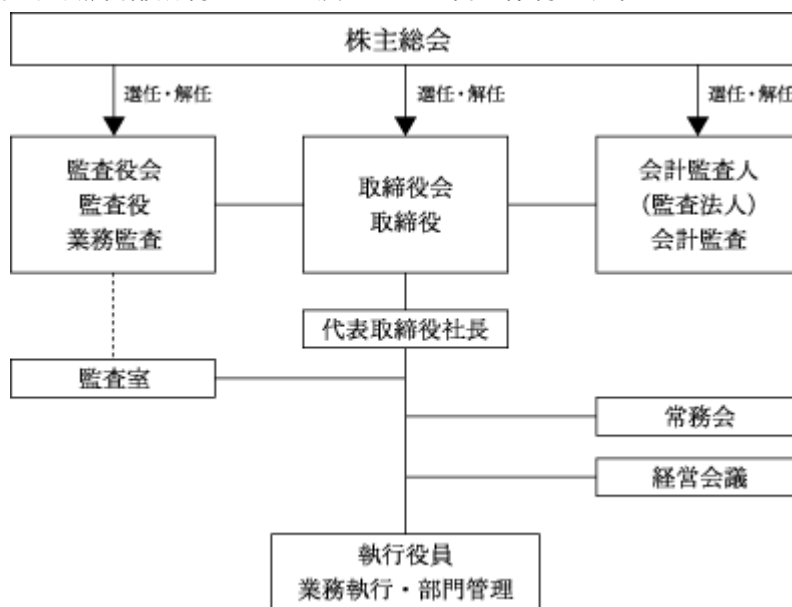 株主総会
選任・解任
選任・解任
選任・解任
監査役会
監査役
業務監査
取締役会
取締役
会計監査人
(監査法人)
会計監査
代表取締役社長
監査室
常務会
経営会議
執行役員
業務執行・部門管理